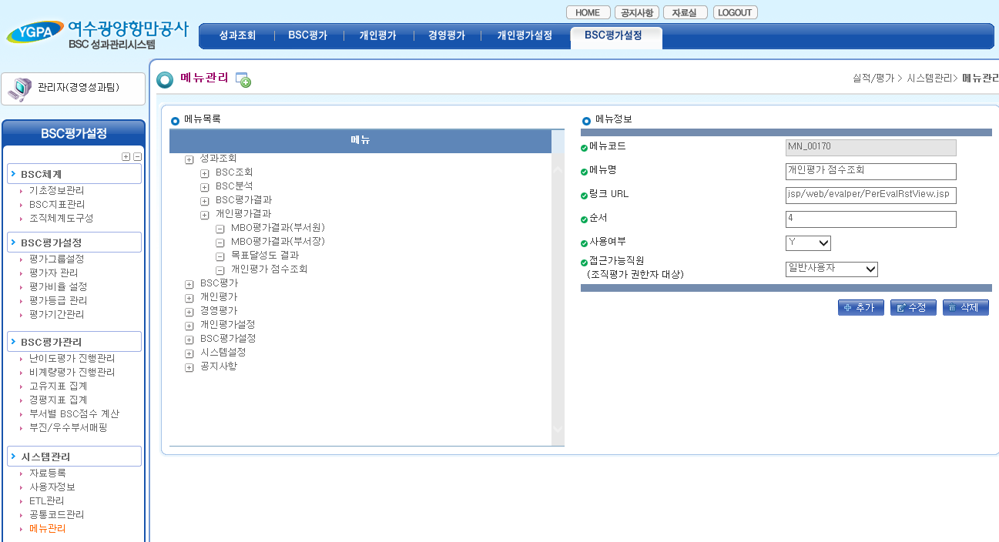 HOME 공지사항 자료실 LOGOUT
YGPA 여수광양항만공사
BSC 성과관리시스템
성과조회 BSC평가 개인평가 경영평가 개인평가설정 BSC평가설정
관리자(경영성과팀)
BSC평가설정
BSC체계
기초정보관리
BSC지표관리
조직체계도구성
BSC평가설정
평가그룹설정
평가자 관리
평가비율 설정
평가등급 관리
평가기간관리
BSC평가관리
난이도평가 진행관리
비계량평가 진행관리
고유지표 집계
경평지표 집계
부서별 BSC점수 계산
부진/우수부서매핑
시스템관리
자료등록
사용자정보
ETL관리
공통코드관리
메뉴관리
메뉴관리
실적/평가 > 시스템관리> 메뉴관리
메뉴목록
메뉴
성과조회
BSC조회
BSC분석
BSC평가결과
개인평가결과
MBO평가결과(부서원)
MBO평가결과(부서장)
목표달성도 결과
개인평가 점수조회
BSC평가
개인평가
경영평가
개인평가설정
BSC평가설정
시스템설정
공지사항
메뉴정보
메뉴코드 MN_00170
메뉴명 개인평가 점수조회
링크 URL jsp/web/evalper/PerEvalRstView.jsp
순서 4
사용여부 Y
접근가능직원
(조직평가 권한자 대상) 일반사용자
추가 수정 삭제